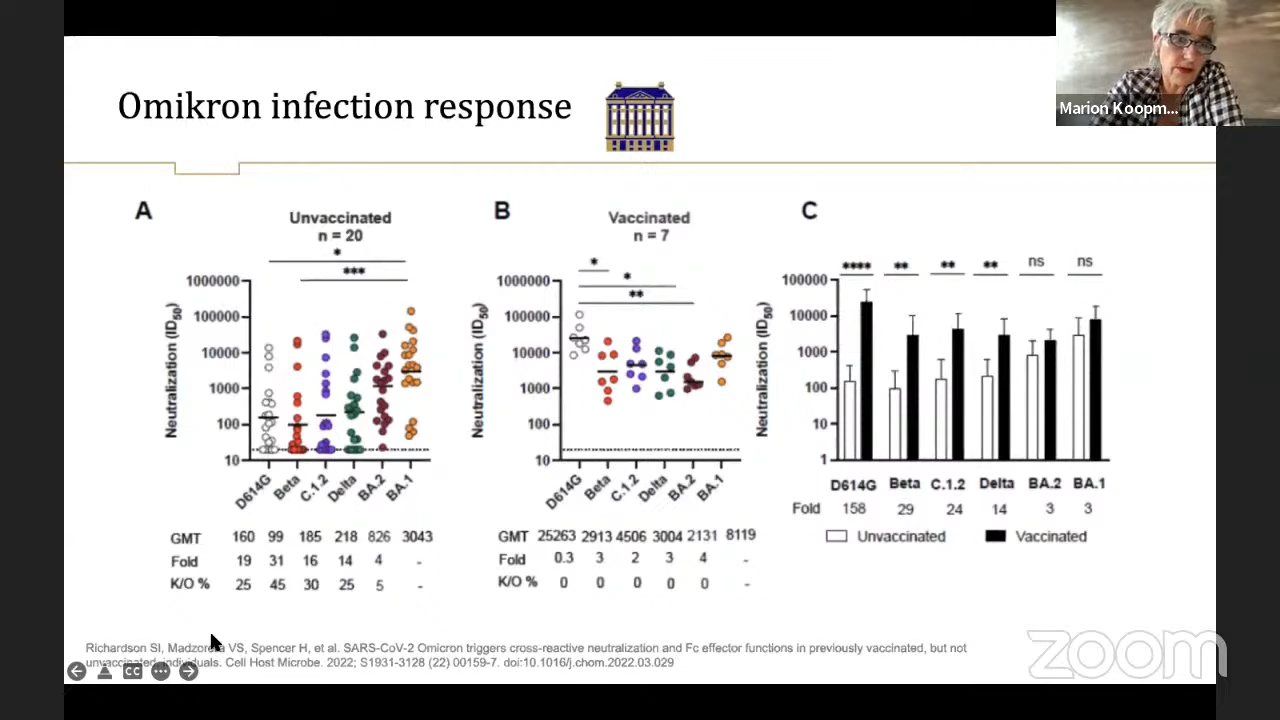 Omikron infection response
Marion Koopm...
A
Unvaccinated
n = 20
*
***
1000000
100000
10000
1000
100
10
Neutralization (ID50)
D614G
Beta
C.1.2
Delta
BA.2
BA.1
GMT 160 99 185 218 826 3043
Fold 19 31 16 14 4 -
K/O % 25 45 30 25 5 -
B
Vaccinated
n = 7
*
*
**
1000000
100000
10000
1000
100
10
Neutralization (ID50)
D614G
Beta
C.1.2
Delta
BA.2
BA.1
GMT 25263 2913 4506 3004 2131 8119
Fold 0.3 3 2 3 4 -
K/O % 0 0 0 0 0 -
C
**** ** ** ** ns ns
100000
10000
1000
100
10
1
Neutralization (ID50)
D614G Beta C.1.2 Delta BA.2 BA.1
Fold 158 29 24 14 3 3
Unvaccinated Vaccinated
Richardson SI, Madzorera VS, Spencer H, et al. SARS-CoV-2 Omicron triggers cross-reactive neutralization and Fc effector functions in previously vaccinated, but not
unvaccinated, individuals. Cell Host Microbe. 2022; S1931-3128 (22) 00159-7. doi:10.1016/j.chom.2022.03.029
CC
zoom